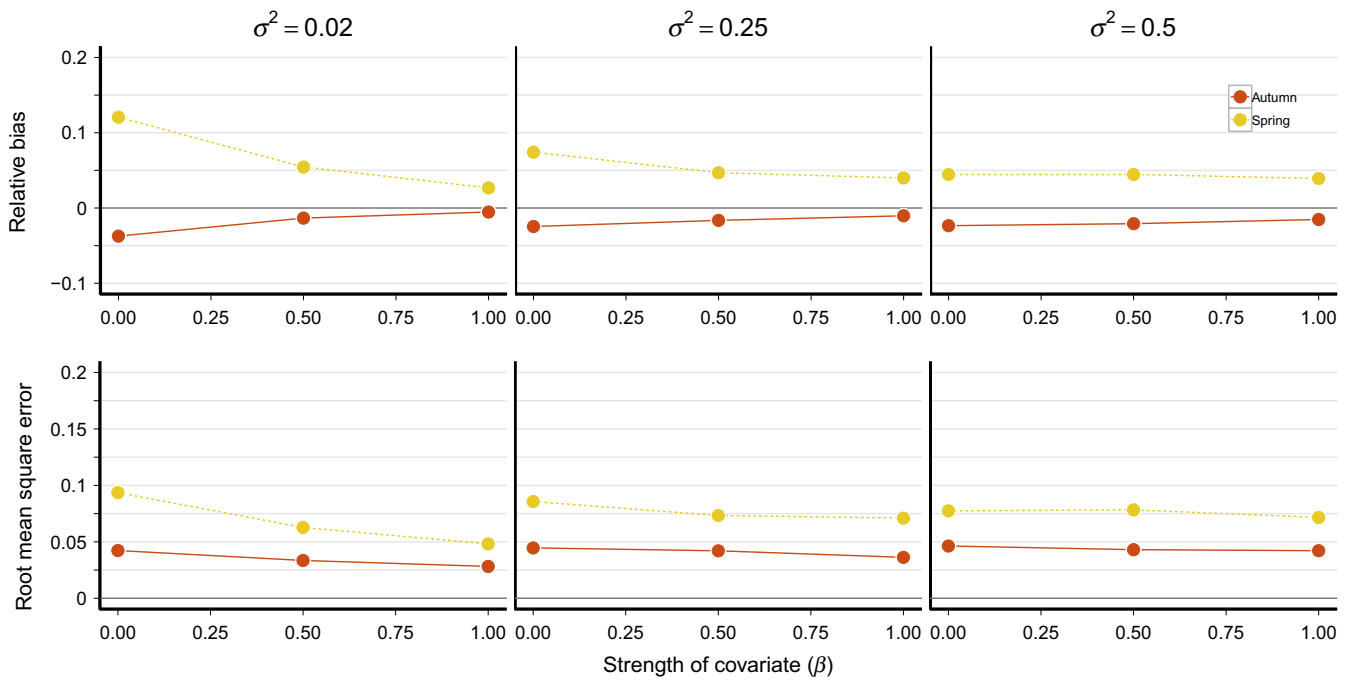 σ² = 0.02
σ² = 0.25
σ² = 0.5
Relative bias
0.2
0.1
0
−0.1
Autumn
Spring
0.00 0.25 0.50 0.75 1.00
0.00 0.25 0.50 0.75 1.00
0.00 0.25 0.50 0.75 1.00
Root mean square error
0.2
0.15
0.1
0.05
0
0.00 0.25 0.50 0.75 1.00
0.00 0.25 0.50 0.75 1.00
0.00 0.25 0.50 0.75 1.00
Strength of covariate (β)